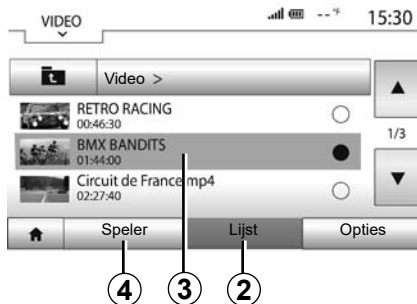 VIDEO
--°F 15:30
Video >
RETRO RACING
00:46:30
1/3
BMX BANDITS
01:44:00
Circuit de France mp4
02:27:40
Speler Lijst Opties
4 3 2